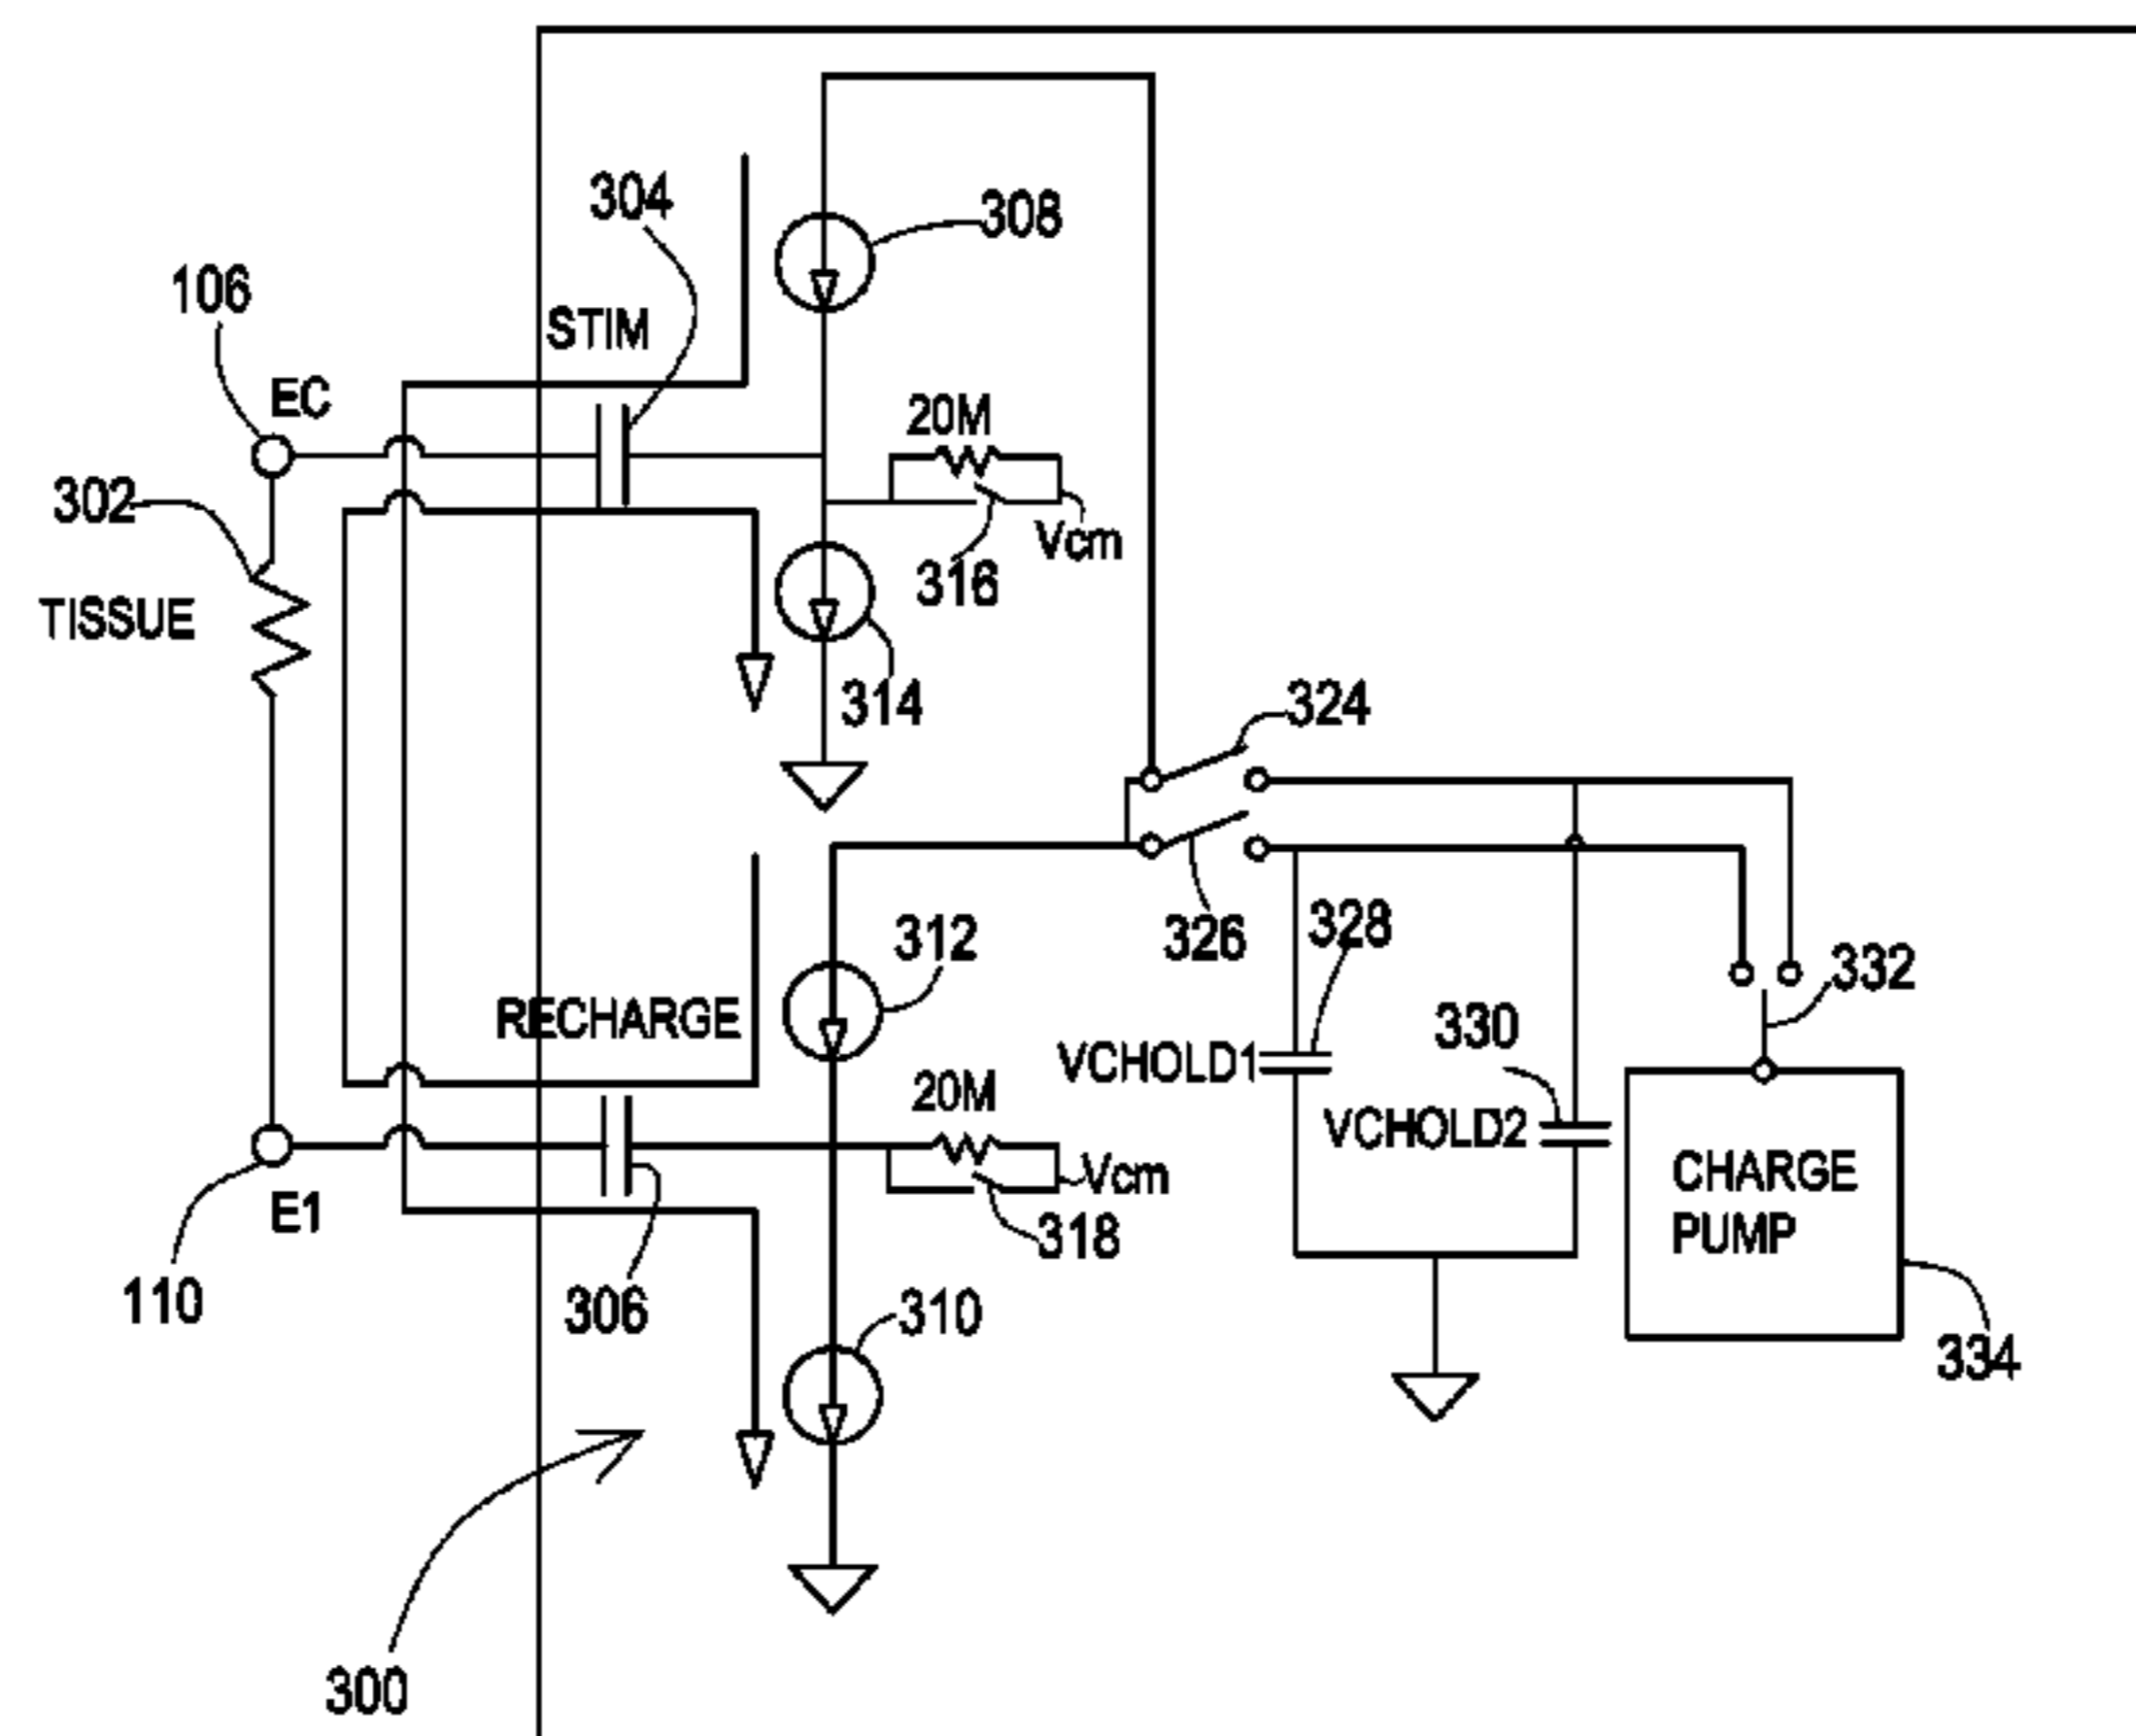 304
308
106
STIM
EC
20M
302
Vcm
316
TISSUE
314
324
312
326
328
332
RECHARGE
330
VCHOLD1
20M
VCHOLD2
Vcm
CHARGE
PUMP
E1
318
110
306
310
334
300